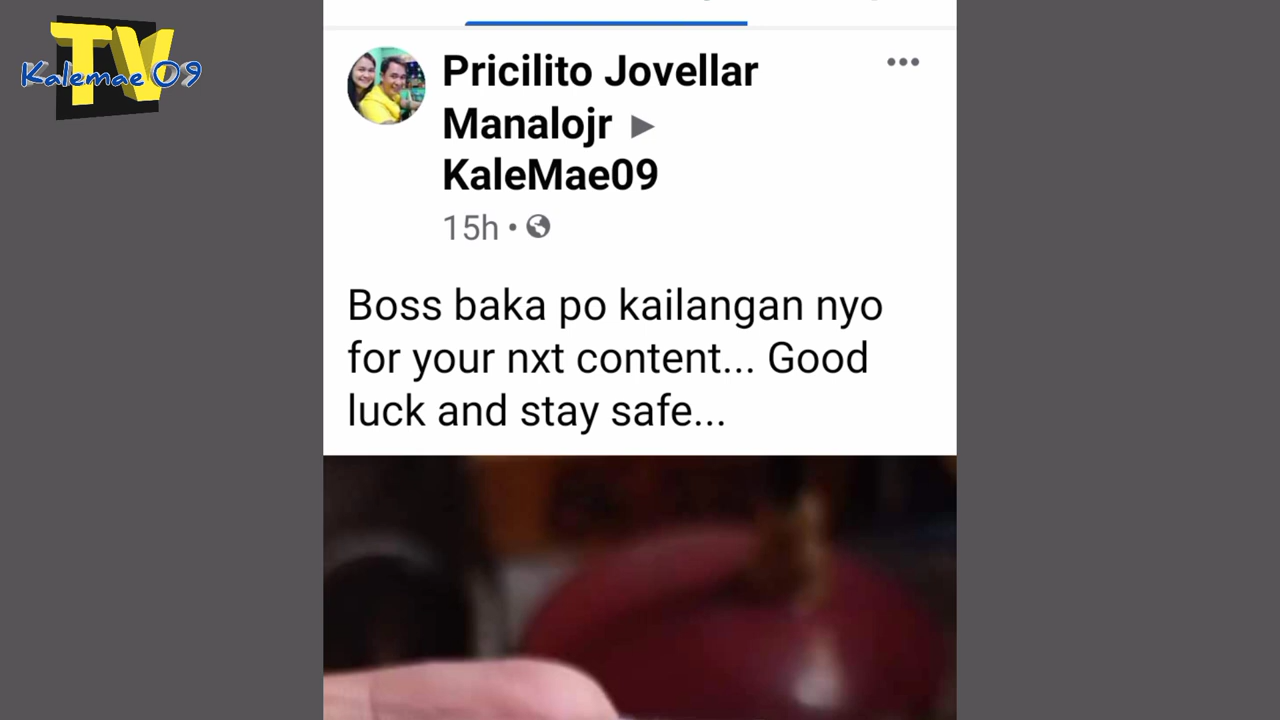 TV
Kalemae 09
Pricilito Jovellar
Manalojr ▶
KaleMae09
15h •
Boss baka po kailangan nyo
for your nxt content... Good
luck and stay safe...